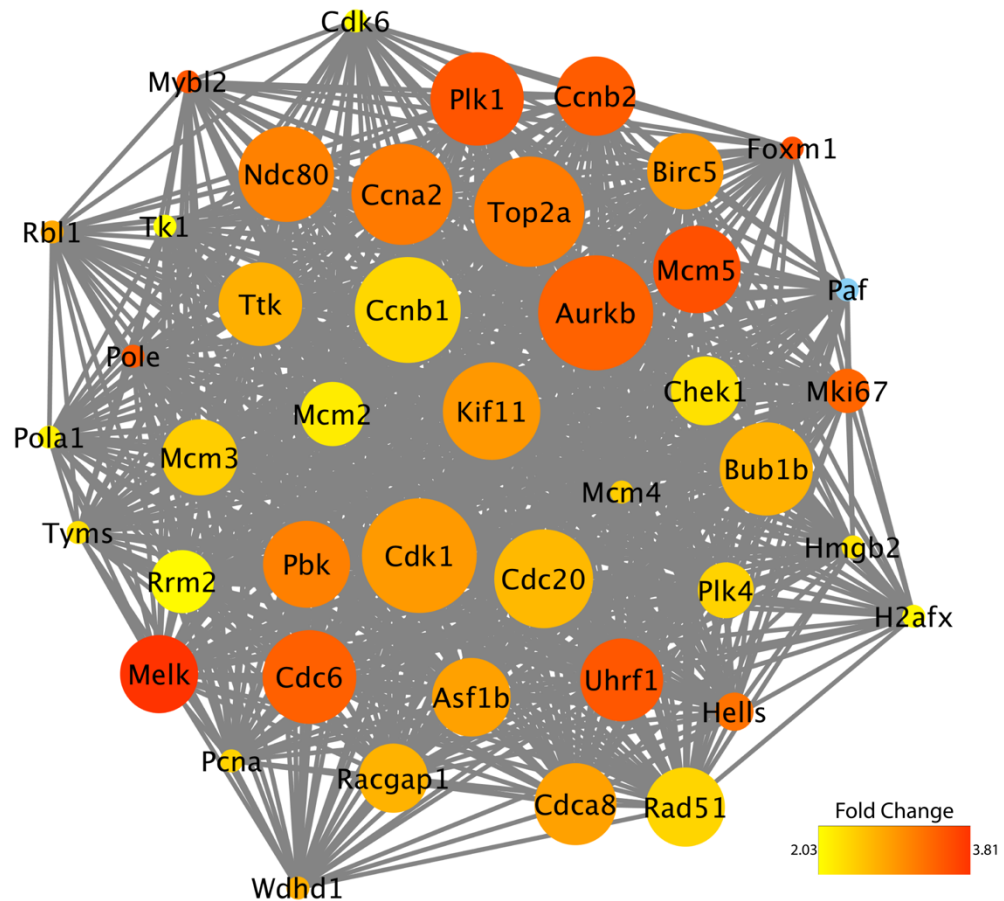 Cdk6
Mybl2
Plk1
Ccnb2
Foxm1
Ndc80
Ccna2
Birc5
Top2a
Rbl1
Tk1
Mcm5
Paf
Ttk
Ccnb1
Aurkb
Pole
Chek1
Mki67
Mcm2
Kif11
Pola1
Mcm3
Bub1b
Mcm4
Tyms
Hmgb2
Rrm2
Pbk
Cdk1
Cdc20
Plk4
H2afx
Melk
Cdc6
Asf1b
Uhrf1
Hells
Pcna
Racgap1
Cdca8
Rad51
Fold Change
2.03
3.81
Wdhd1